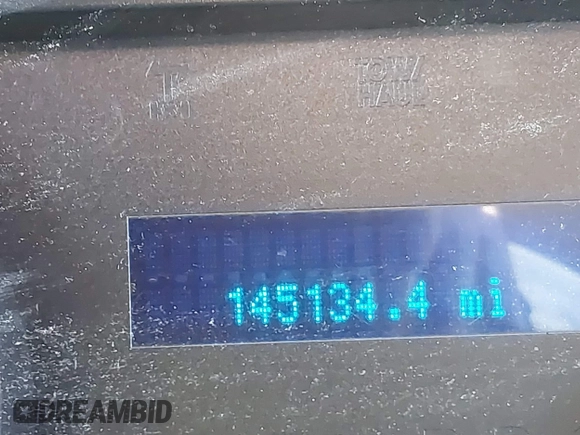 TOW/
HAUL
145134.4 mi
DREAMBID